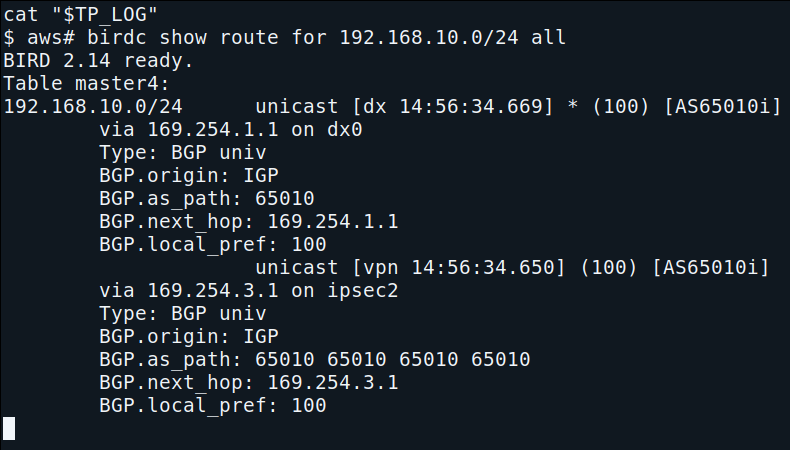 cat "$TP_LOG"
$ aws# birdc show route for 192.168.10.0/24 all
BIRD 2.14 ready.
Table master4:
192.168.10.0/24      unicast [dx 14:56:34.669] * (100) [AS65010i]
        via 169.254.1.1 on dx0
        Type: BGP univ
        BGP.origin: IGP
        BGP.as_path: 65010
        BGP.next_hop: 169.254.1.1
        BGP.local_pref: 100
                     unicast [vpn 14:56:34.650] (100) [AS65010i]
        via 169.254.3.1 on ipsec2
        Type: BGP univ
        BGP.origin: IGP
        BGP.as_path: 65010 65010 65010 65010
        BGP.next_hop: 169.254.3.1
        BGP.local_pref: 100